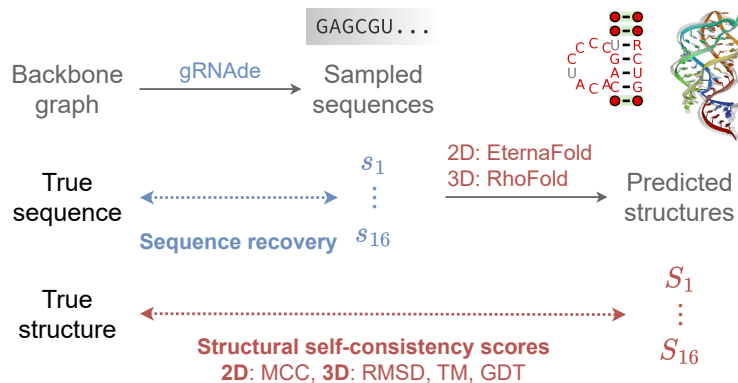 GAGCGU...
Backbone
graph
gRNAde
Sampled
sequences
C C C C U R
C G C
U A U
C A C A C G
True
sequence
s1
⋮
s16
Sequence recovery
2D: EternaFold
3D: RhoFold
Predicted
structures
True
structure
S1
⋮
S16
Structural self-consistency scores
2D: MCC, 3D: RMSD, TM, GDT